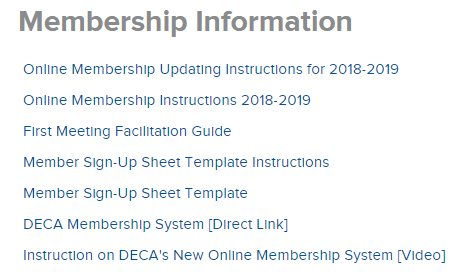 Membership Information
Online Membership Updating Instructions for 2018-2019
Online Membership Instructions 2018-2019
First Meeting Facilitation Guide
Member Sign-Up Sheet Template Instructions
Member Sign-Up Sheet Template
DECA Membership System [Direct Link]
Instruction on DECA's New Online Membership System [Video]